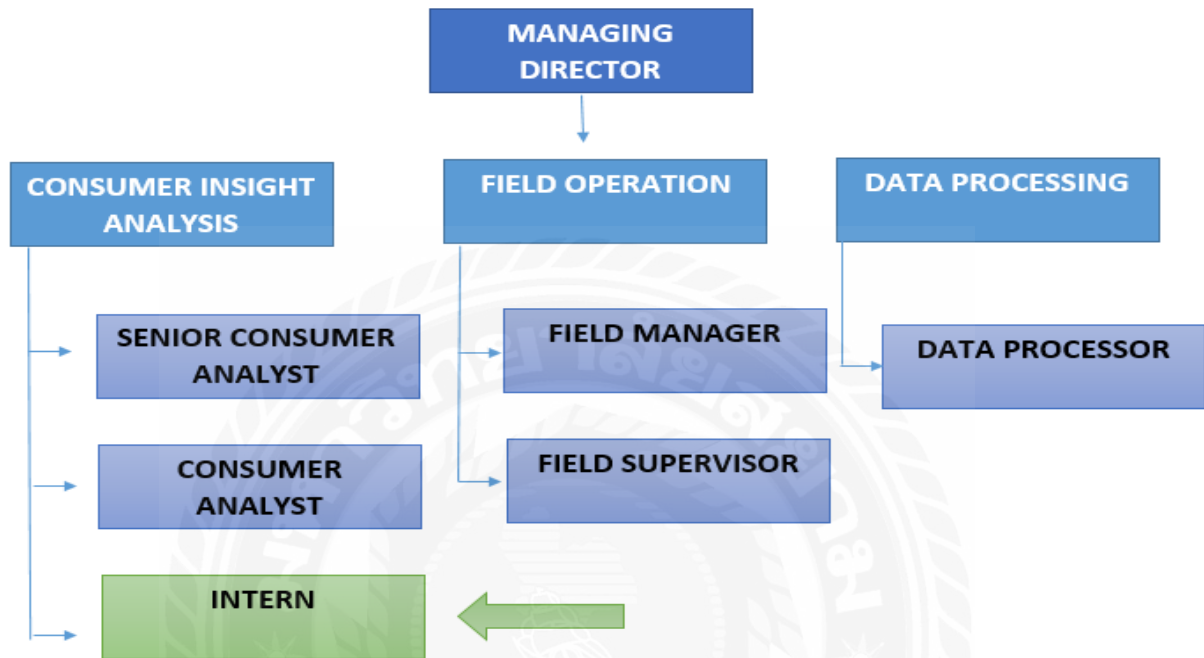 MANAGING
DIRECTOR
CONSUMER INSIGHT
ANALYSIS
FIELD OPERATION
DATA PROCESSING
SENIOR CONSUMER
ANALYST
FIELD MANAGER
DATA PROCESSOR
CONSUMER
ANALYST
FIELD SUPERVISOR
INTERN